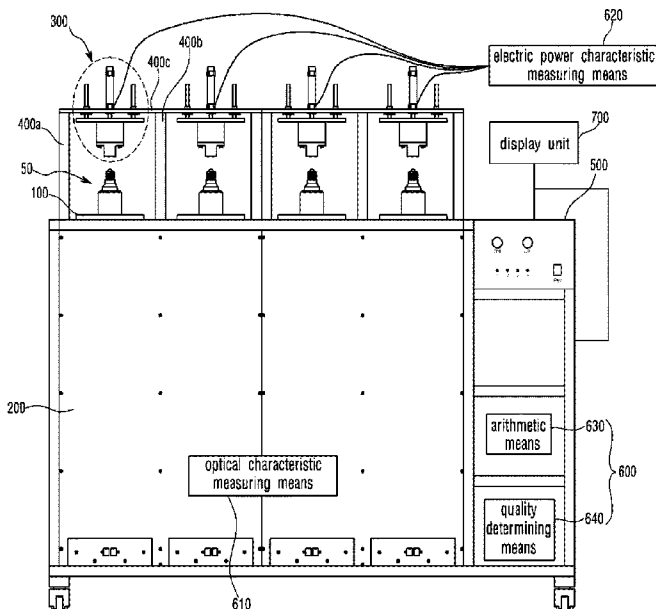 300
400b
400c
620
electric power characteristic
measuring means
400a
700
display unit
50
500
100
200
arithmetic
means
630
optical characteristic
measuring means
600
quality
determining
means
640
610